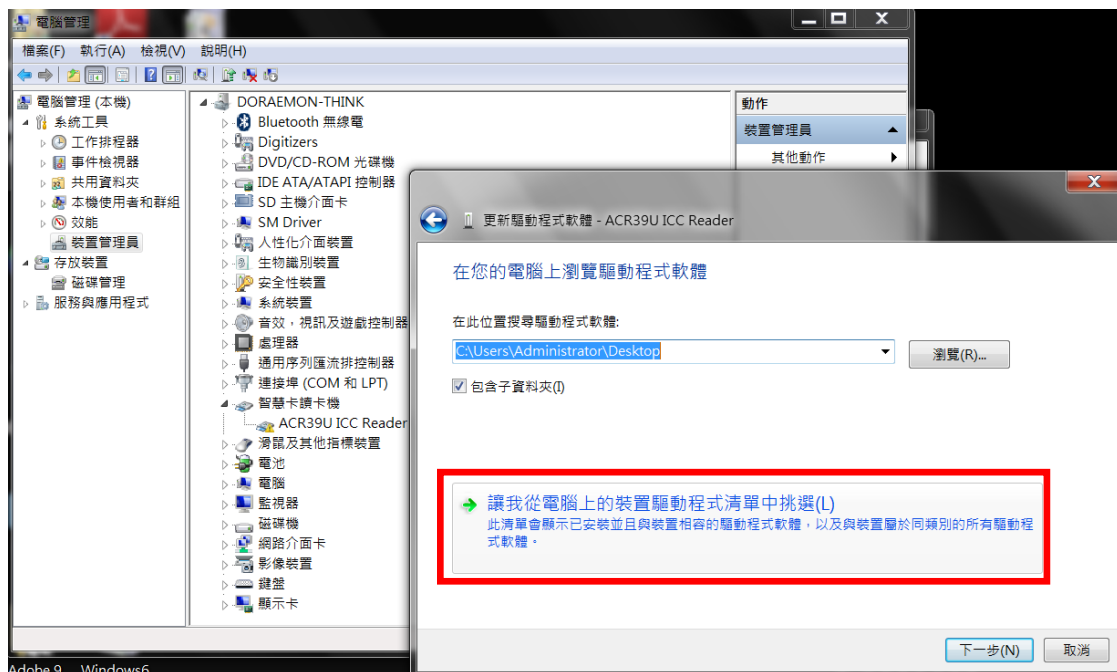 電腦管理
檔案(F) 執行(A) 檢視(V) 說明(H)
電腦管理 (本機)
系統工具
工作排程器
事件檢視器
共用資料夾
本機使用者和群組
效能
裝置管理員
存放裝置
磁碟管理
服務與應用程式
DORAEMON-THINK
Bluetooth 無線電
Digitizers
DVD/CD-ROM 光碟機
IDE ATA/ATAPI 控制器
SD 主機介面卡
SM Driver
人性化介面裝置
生物識別裝置
安全性裝置
系統裝置
音效，視訊及遊戲控制器
處理器
通用序列匯流排控制器
連接埠 (COM 和 LPT)
智慧卡讀卡機
ACR39U ICC Reader
滑鼠及其他指標裝置
電池
電腦
監視器
磁碟機
網路介面卡
影像裝置
鍵盤
顯示卡
動作
裝置管理員
其他動作
更新驅動程式軟體 - ACR39U ICC Reader
在您的電腦上瀏覽驅動程式軟體
在此位置搜尋驅動程式軟體:
C:\Users\Administrator\Desktop
瀏覽(R)...
包含子資料夾(I)
讓我從電腦上的裝置驅動程式清單中挑選(L)
此清單會顯示已安裝並且與裝置相容的驅動程式軟體，以及與裝置屬於同類別的所有驅動程
式軟體。
下一步(N) 取消
Adobe 9 Windows6